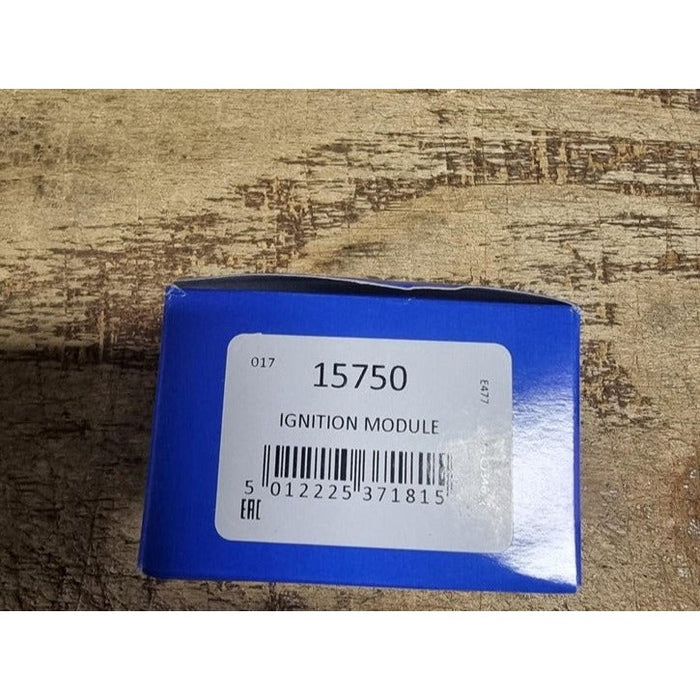 017
15750
E477
IGNITION MODULE
5 012225 371815
EAC